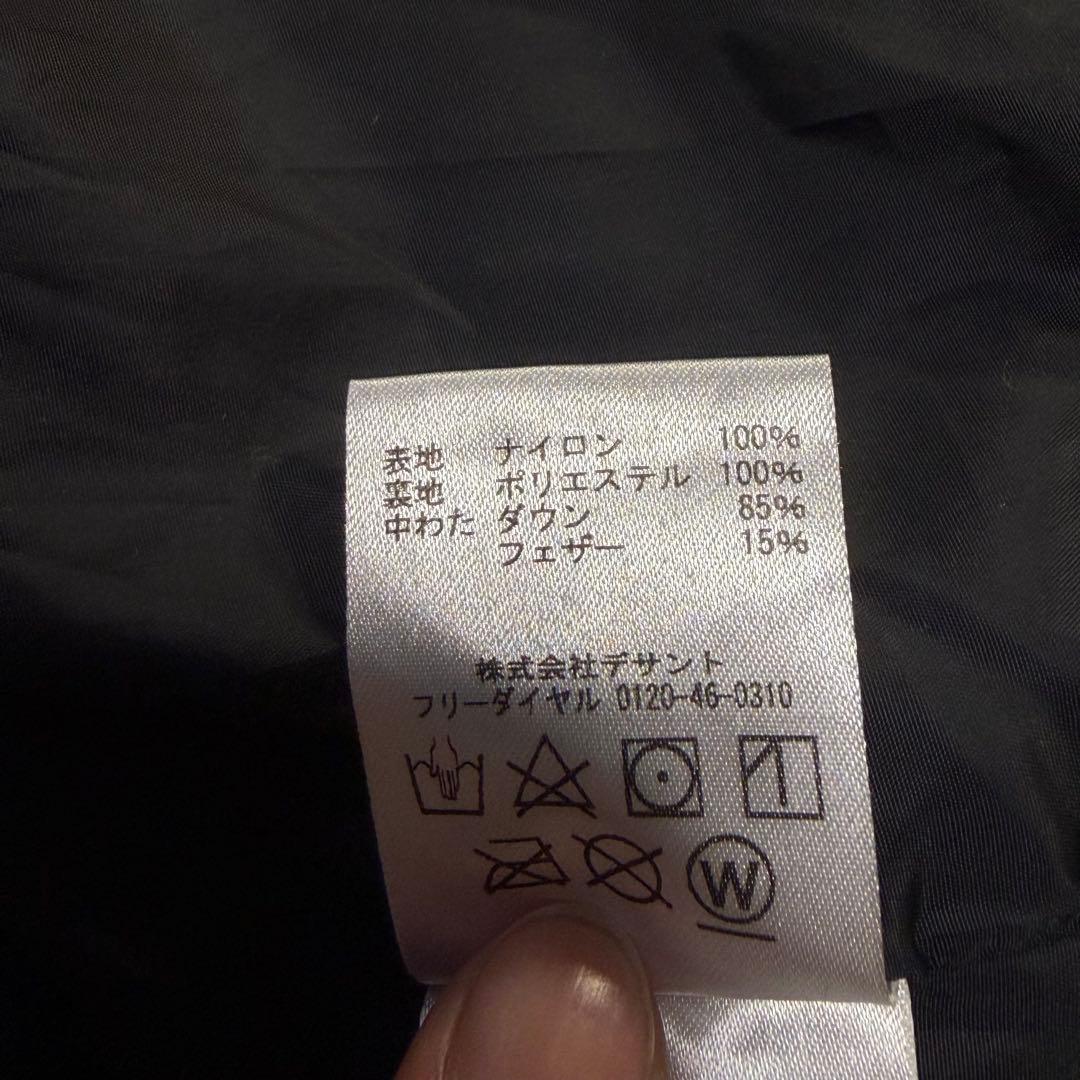 表地 ナイロン 100%
裏地 ポリエステル 100%
中わた ダウン 85%
フェザー 15%
株式会社デサント
フリーダイヤル 0120-46-0310
W